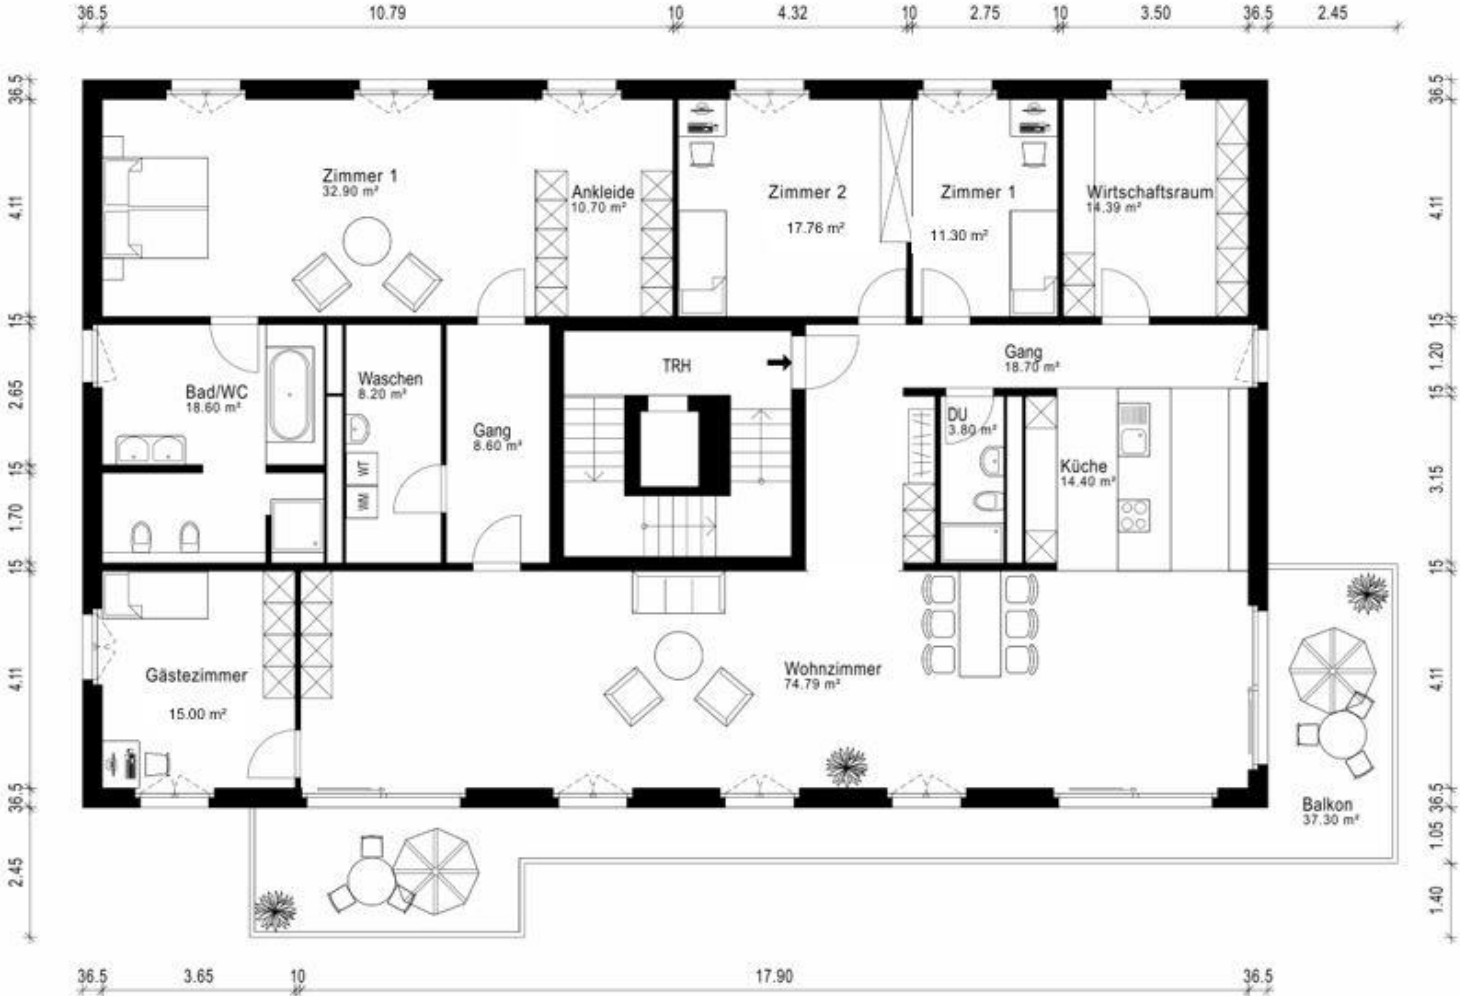 36.5 10.79 10 4.32 10 2.75 10 3.50 36.5 2.45
36.5
4.11
15
2.65
15
1.70
15
4.11
36.5
2.45
Zimmer 1
32.90 m²
Ankleide
10.70 m²
Zimmer 2
17.76 m²
Zimmer 1
11.30 m²
Wirtschaftsraum
14.39 m²
Bad/WC
18.60 m²
Waschen
8.20 m²
WT
WM
Gang
8.60 m²
TRH
Gang
18.70 m²
DU
3.80 m²
Küche
14.40 m²
Gästezimmer
15.00 m²
Wohnzimmer
74.79 m²
Balkon
37.30 m²
36.5
4.11
15
1.20
15
3.15
15
4.11
36.5
1.05
1.40
36.5 3.65 10 17.90 36.5